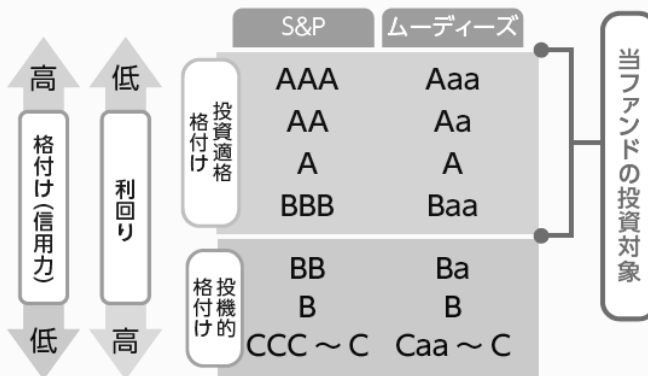 S&P ムーディーズ
高 低
格付け(信用力)
利回り
低 高
投資適格
格付け
AAA Aaa
AA Aa
A A
BBB Baa
投機的
格付け
BB Ba
B B
CCC ～ C Caa ～ C
当ファンドの投資対象